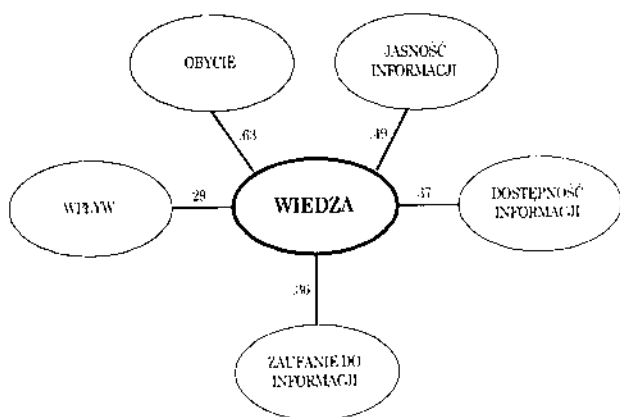 OBYCIE
JASNOŚĆ
INFORMACJI
.63
.49
WPŁYW
.29
WIEDZA
.37
DOSTĘPNOŚĆ
INFORMACJI
.36
ZAUFANIE DO
INFORMACJI